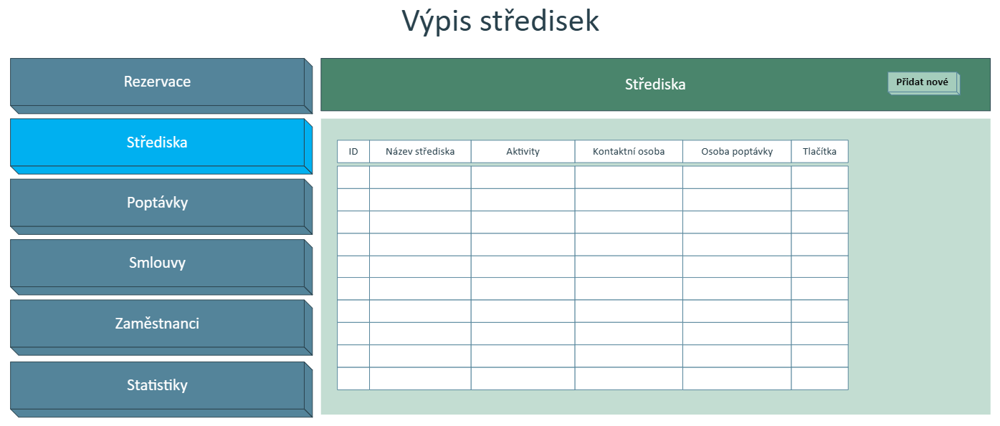 Výpis středisek
Rezervace
Střediska
Poptávky
Smlouvy
Zaměstnanci
Statistiky
Střediska
Přidat nové
ID Název střediska Aktivity Kontaktní osoba Osoba poptávky Tlačítka